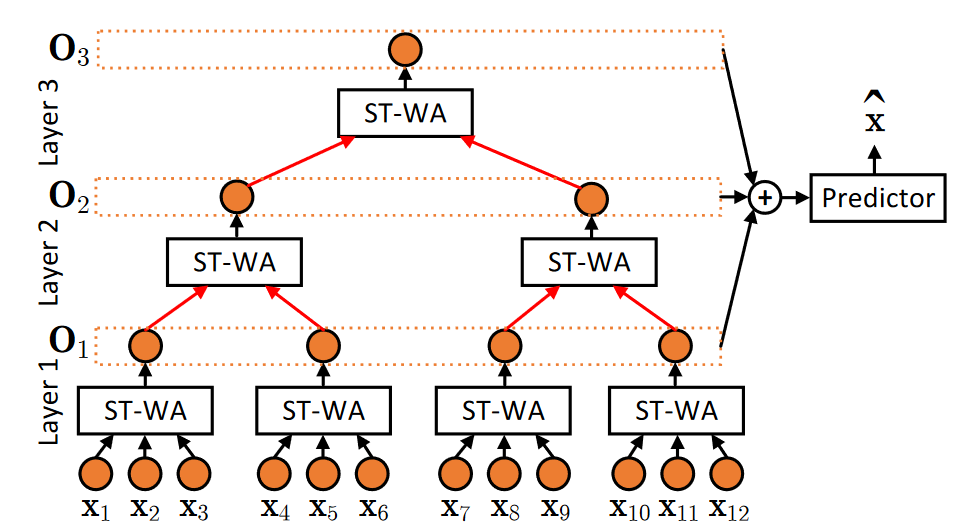 O₃
Layer 3
ST-WA
x̂
O₂
+
Predictor
Layer 2
ST-WA ST-WA
O₁
Layer 1
ST-WA ST-WA ST-WA ST-WA
x₁ x₂ x₃ x₄ x₅ x₆ x₇ x₈ x₉ x₁₀ x₁₁ x₁₂